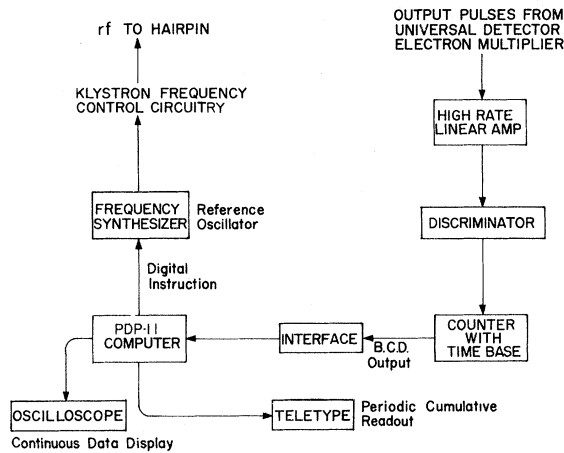 rf TO HAIRPIN
OUTPUT PULSES FROM
UNIVERSAL DETECTOR
ELECTRON MULTIPLIER
KLYSTRON FREQUENCY
CONTROL CIRCUITRY
HIGH RATE
LINEAR AMP
FREQUENCY
SYNTHESIZER
Reference
Oscillator
DISCRIMINATOR
Digital
Instruction
PDP-11
COMPUTER
INTERFACE
B.C.D.
Output
COUNTER
WITH
TIME BASE
OSCILLOSCOPE
Continuous Data Display
TELETYPE
Periodic Cumulative
Readout